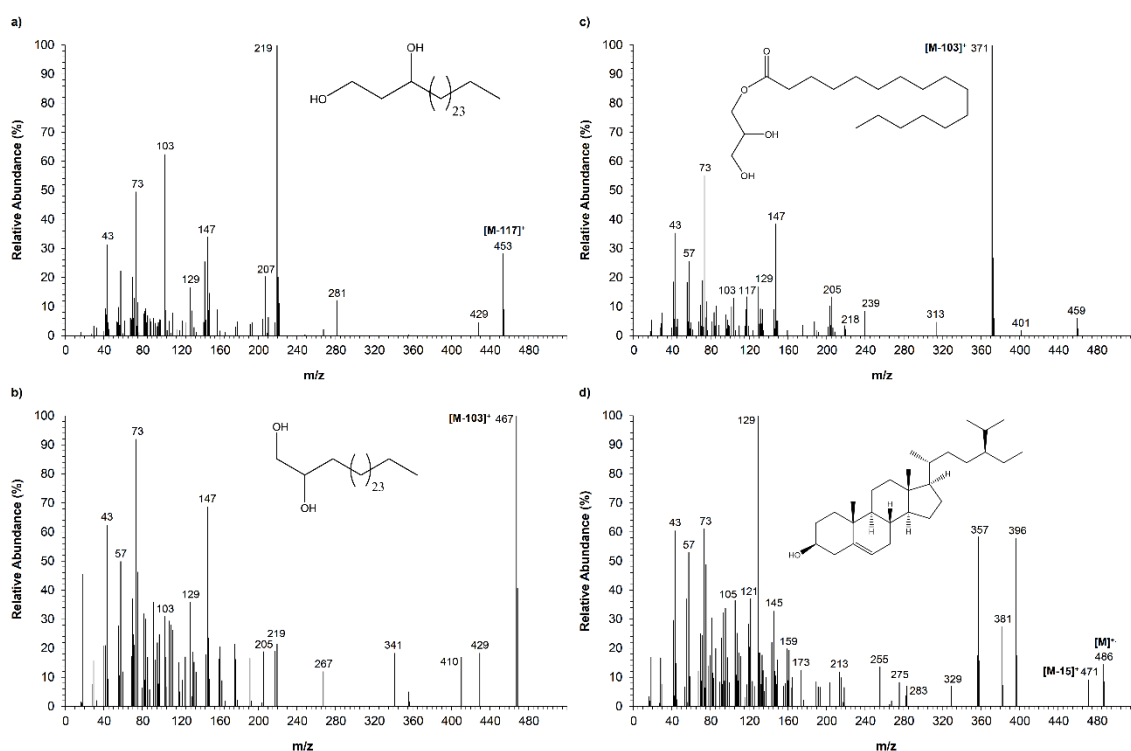 a)
Relative Abundance (%)
100
90
80
70
60
50
40
30
20
10
0
219
103
73
43
147
129
207
281
[M-117]⁺
453
429
OH
HO
23
0 40 80 120 160 200 240 280 320 360 400 440 480
m/z
c)
Relative Abundance (%)
100
90
80
70
60
50
40
30
20
10
0
[M-103]⁺ 371
O
O
OH
OH
73
43
57
147
103
117
129
205
218
239
313
401
459
0 40 80 120 160 200 240 280 320 360 400 440 480
m/z
b)
Relative Abundance (%)
100
90
80
70
60
50
40
30
20
10
0
[M-103]⁺ 467
OH
OH
23
73
43
57
147
103
129
205
219
267
341
410
429
0 40 80 120 160 200 240 280 320 360 400 440 480
m/z
d)
Relative Abundance (%)
100
90
80
70
60
50
40
30
20
10
0
129
H
H
H
H
HO
43
57
73
105
121
145
159
173
213
255
275
283
329
357
381
396
[M]⁺·
486
[M-15]⁺ 471
0 40 80 120 160 200 240 280 320 360 400 440 480
m/z